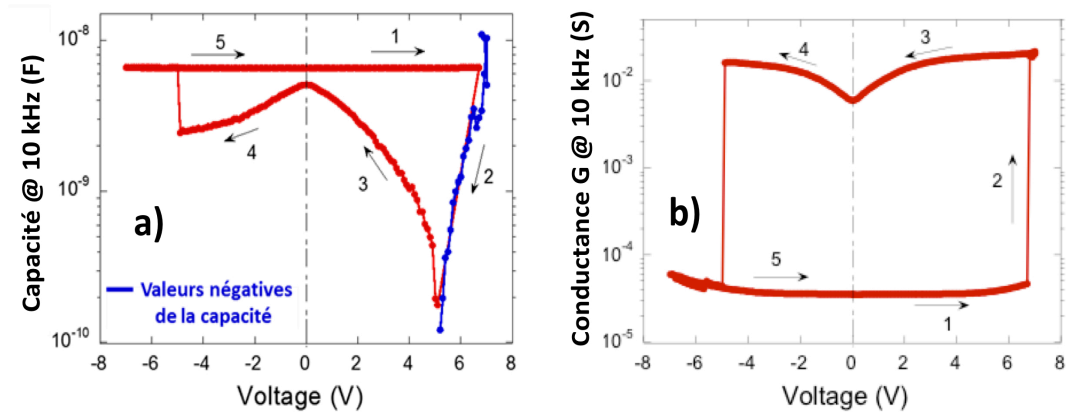 Capacité @ 10 kHz (F)
10⁻⁸
10⁻⁹
10⁻¹⁰
5
1
4
3
2
a)
Valeurs négatives
de la capacité
-8 -6 -4 -2 0 2 4 6 8
Voltage (V)
Conductance G @ 10 kHz (S)
10⁻²
10⁻³
10⁻⁴
10⁻⁵
4
3
2
b)
5
1
-8 -6 -4 -2 0 2 4 6 8
Voltage (V)